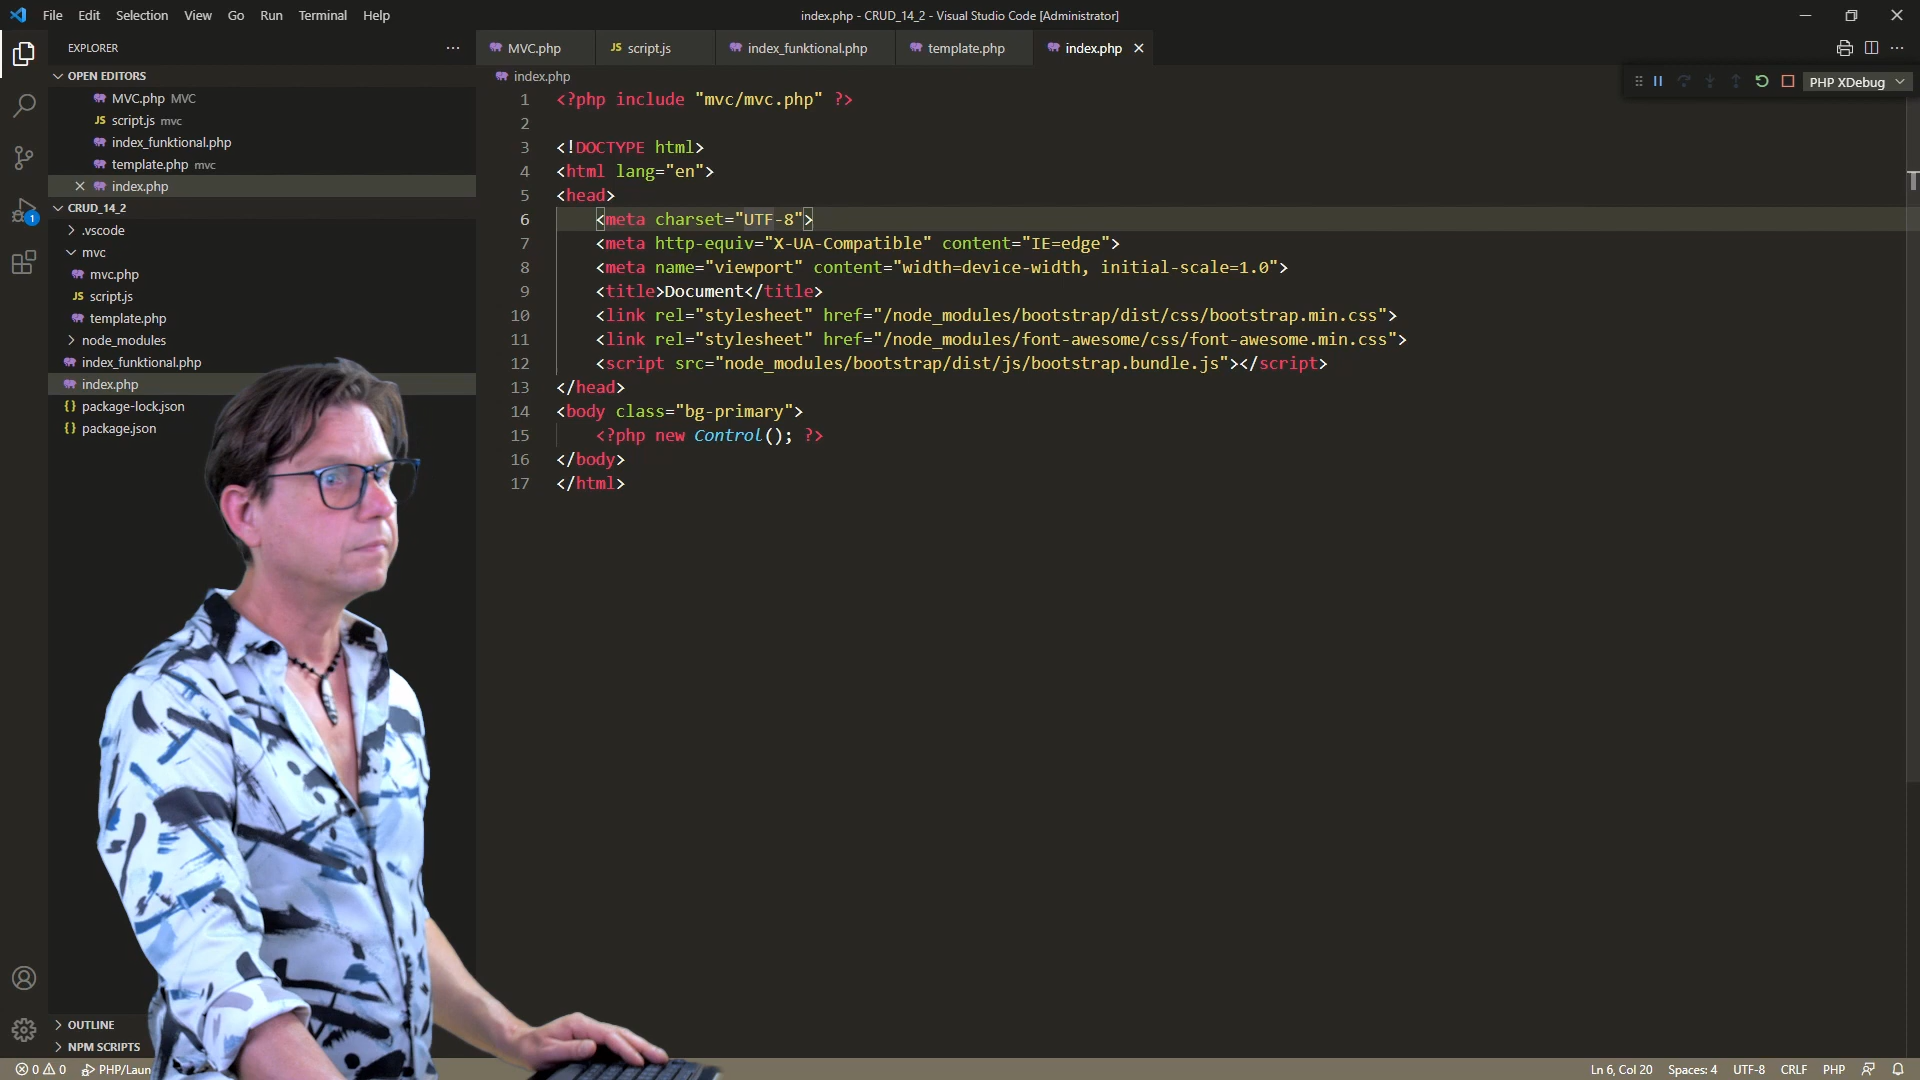 File Edit Selection View Go Run Terminal Help
index.php - CRUD_14_2 - Visual Studio Code [Administrator]
EXPLORER
OPEN EDITORS
MVC.php MVC
JS script.js mvc
index_funktional.php
template.php mvc
index.php
CRUD_14_2
.vscode
mvc
mvc.php
JS script.js
template.php
node_modules
index_funktional.php
index.php
{} package-lock.json
{} package.json
OUTLINE
NPM SCRIPTS
1
MVC.php
JS script.js
index_funktional.php
template.php
index.php
index.php
PHP XDebug
1 <?php include "mvc/mvc.php" ?>
2
3 <!DOCTYPE html>
4 <html lang="en">
5 <head>
6 <meta charset="UTF-8">
7 <meta http-equiv="X-UA-Compatible" content="IE=edge">
8 <meta name="viewport" content="width=device-width, initial-scale=1.0">
9 <title>Document</title>
10 <link rel="stylesheet" href="/node_modules/bootstrap/dist/css/bootstrap.min.css">
11 <link rel="stylesheet" href="/node_modules/font-awesome/css/font-awesome.min.css">
12 <script src="node_modules/bootstrap/dist/js/bootstrap.bundle.js"></script>
13 </head>
14 <body class="bg-primary">
15 <?php new Control(); ?>
16 </body>
17 </html>
0 0 PHP/Laun
Ln 6, Col 20 Spaces: 4 UTF-8 CRLF PHP